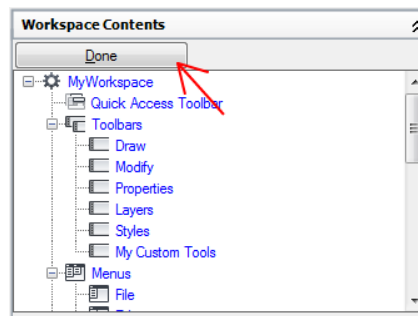 Workspace Contents
Done
MyWorkspace
Quick Access Toolbar
Toolbars
Draw
Modify
Properties
Layers
Styles
My Custom Tools
Menus
File